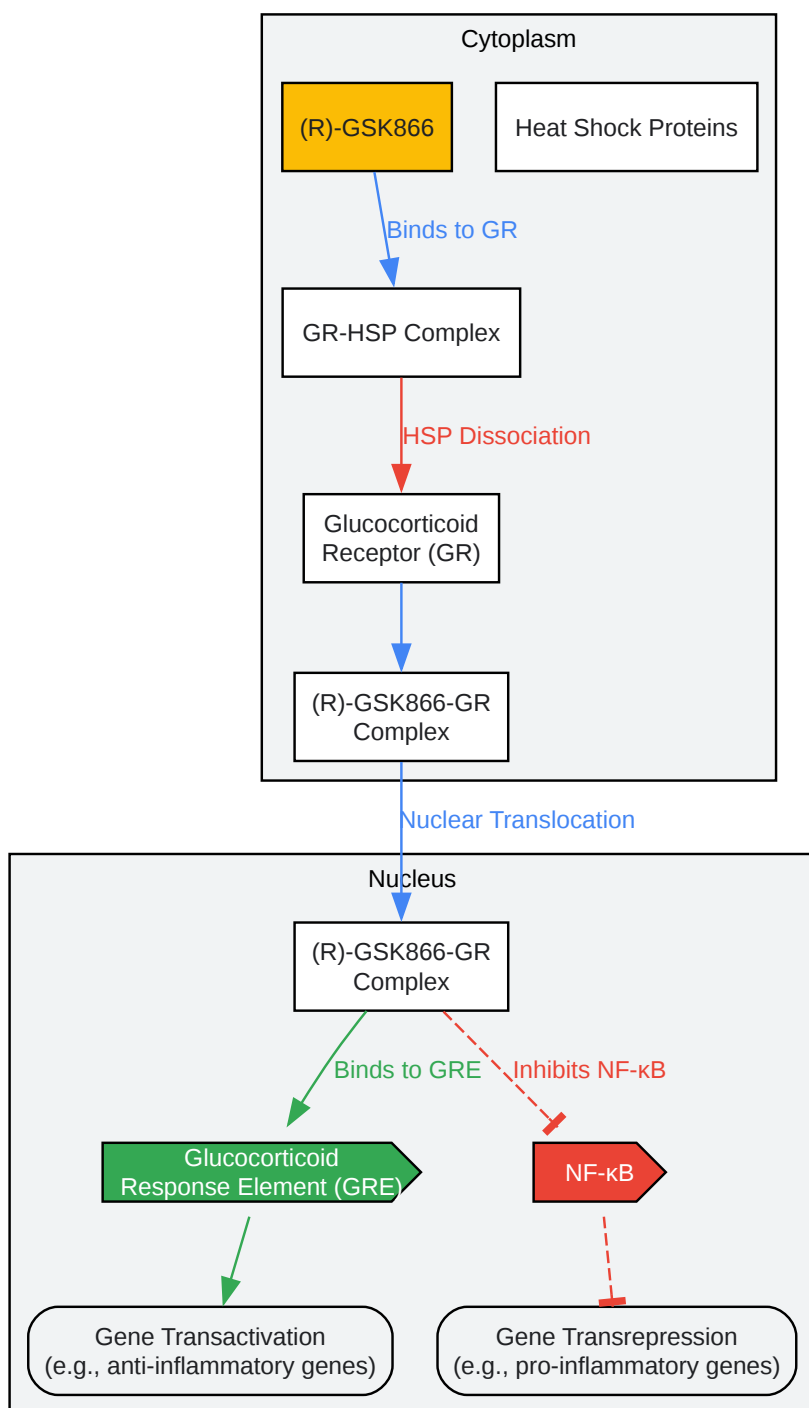 Cytoplasm
(R)-GSK866
Heat Shock Proteins
Binds to GR
GR-HSP Complex
HSP Dissociation
Glucocorticoid
Receptor (GR)
(R)-GSK866-GR
Complex
Nuclear Translocation
Nucleus
(R)-GSK866-GR
Complex
Binds to GRE
Inhibits NF-κB
Glucocorticoid
Response Element (GRE)
NF-κB
Gene Transactivation
(e.g., anti-inflammatory genes)
Gene Transrepression
(e.g., pro-inflammatory genes)